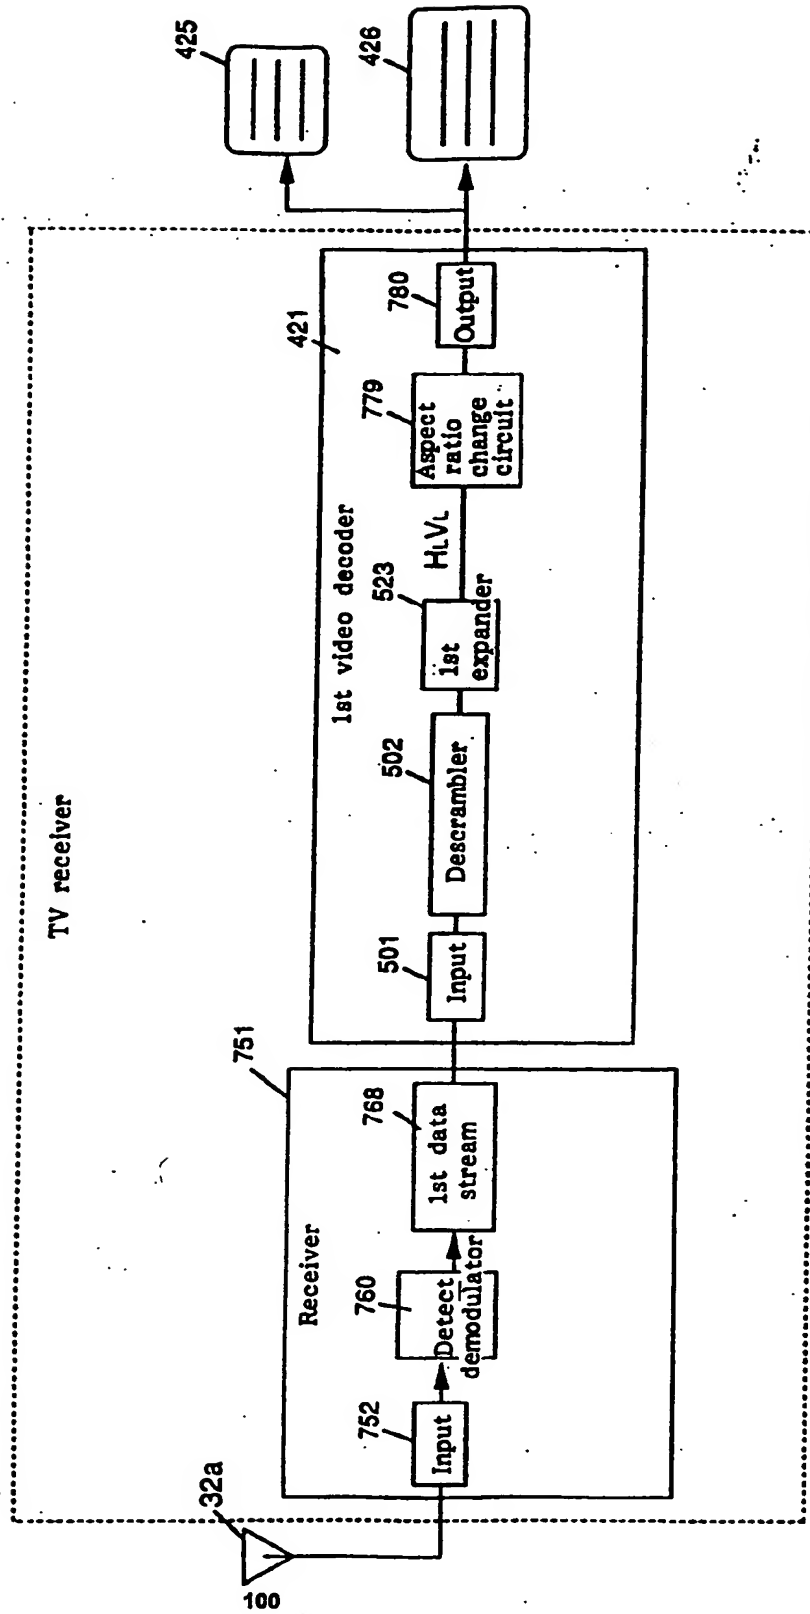 TV receiver
32a
100
751
Receiver
752
Input
760
Detect
demodulator
768
1st data
stream
421
1st video decoder
501
Input
502
Descrambler
523
1st
expander
HLVL
779
Aspect
ratio
change
circuit
780
Output
425
426